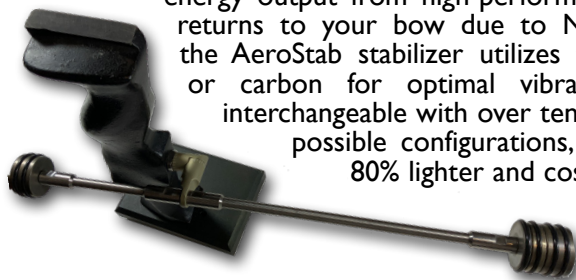 energy output from high perform
returns to your bow due to N
the AeroStab stabilizer utilizes
or carbon for optimal vibra
interchangeable with over ten
possible configurations,
80% lighter and cos